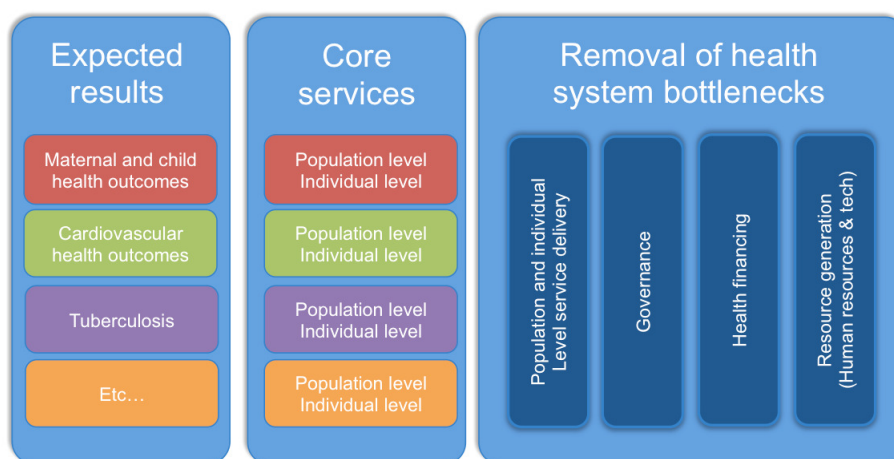 Expected
results
Maternal and child
health outcomes
Cardiovascular
health outcomes
Tuberculosis
Etc...
Core
services
Population level
Individual level
Population level
Individual level
Population level
Individual level
Population level
Individual level
Removal of health
system bottlenecks
Population and individual
Level service delivery
Governance
Health financing
Resource generation
(Human resources & tech)